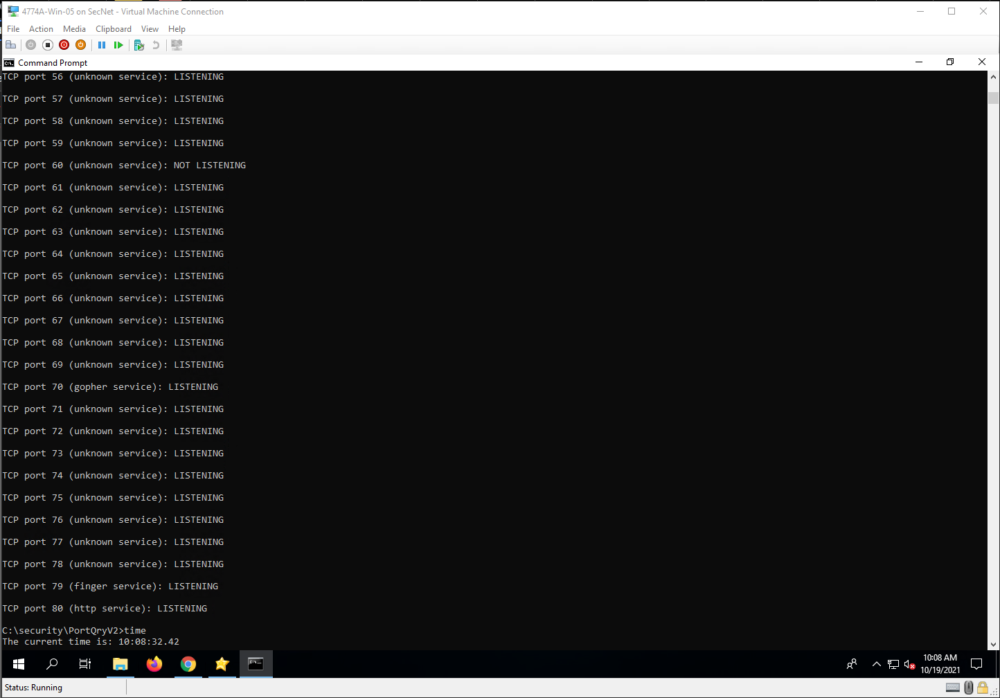 4774A-Win-05 on SecNet - Virtual Machine Connection
File Action Media Clipboard View Help
Command Prompt
TCP port 56 (unknown service): LISTENING
TCP port 57 (unknown service): LISTENING
TCP port 58 (unknown service): LISTENING
TCP port 59 (unknown service): LISTENING
TCP port 60 (unknown service): NOT LISTENING
TCP port 61 (unknown service): LISTENING
TCP port 62 (unknown service): LISTENING
TCP port 63 (unknown service): LISTENING
TCP port 64 (unknown service): LISTENING
TCP port 65 (unknown service): LISTENING
TCP port 66 (unknown service): LISTENING
TCP port 67 (unknown service): LISTENING
TCP port 68 (unknown service): LISTENING
TCP port 69 (unknown service): LISTENING
TCP port 70 (gopher service): LISTENING
TCP port 71 (unknown service): LISTENING
TCP port 72 (unknown service): LISTENING
TCP port 73 (unknown service): LISTENING
TCP port 74 (unknown service): LISTENING
TCP port 75 (unknown service): LISTENING
TCP port 76 (unknown service): LISTENING
TCP port 77 (unknown service): LISTENING
TCP port 78 (unknown service): LISTENING
TCP port 79 (finger service): LISTENING
TCP port 80 (http service): LISTENING
C:\security\PortQryV2>time
The current time is: 10:08:32.42
10:08 AM
10/19/2021
Status: Running